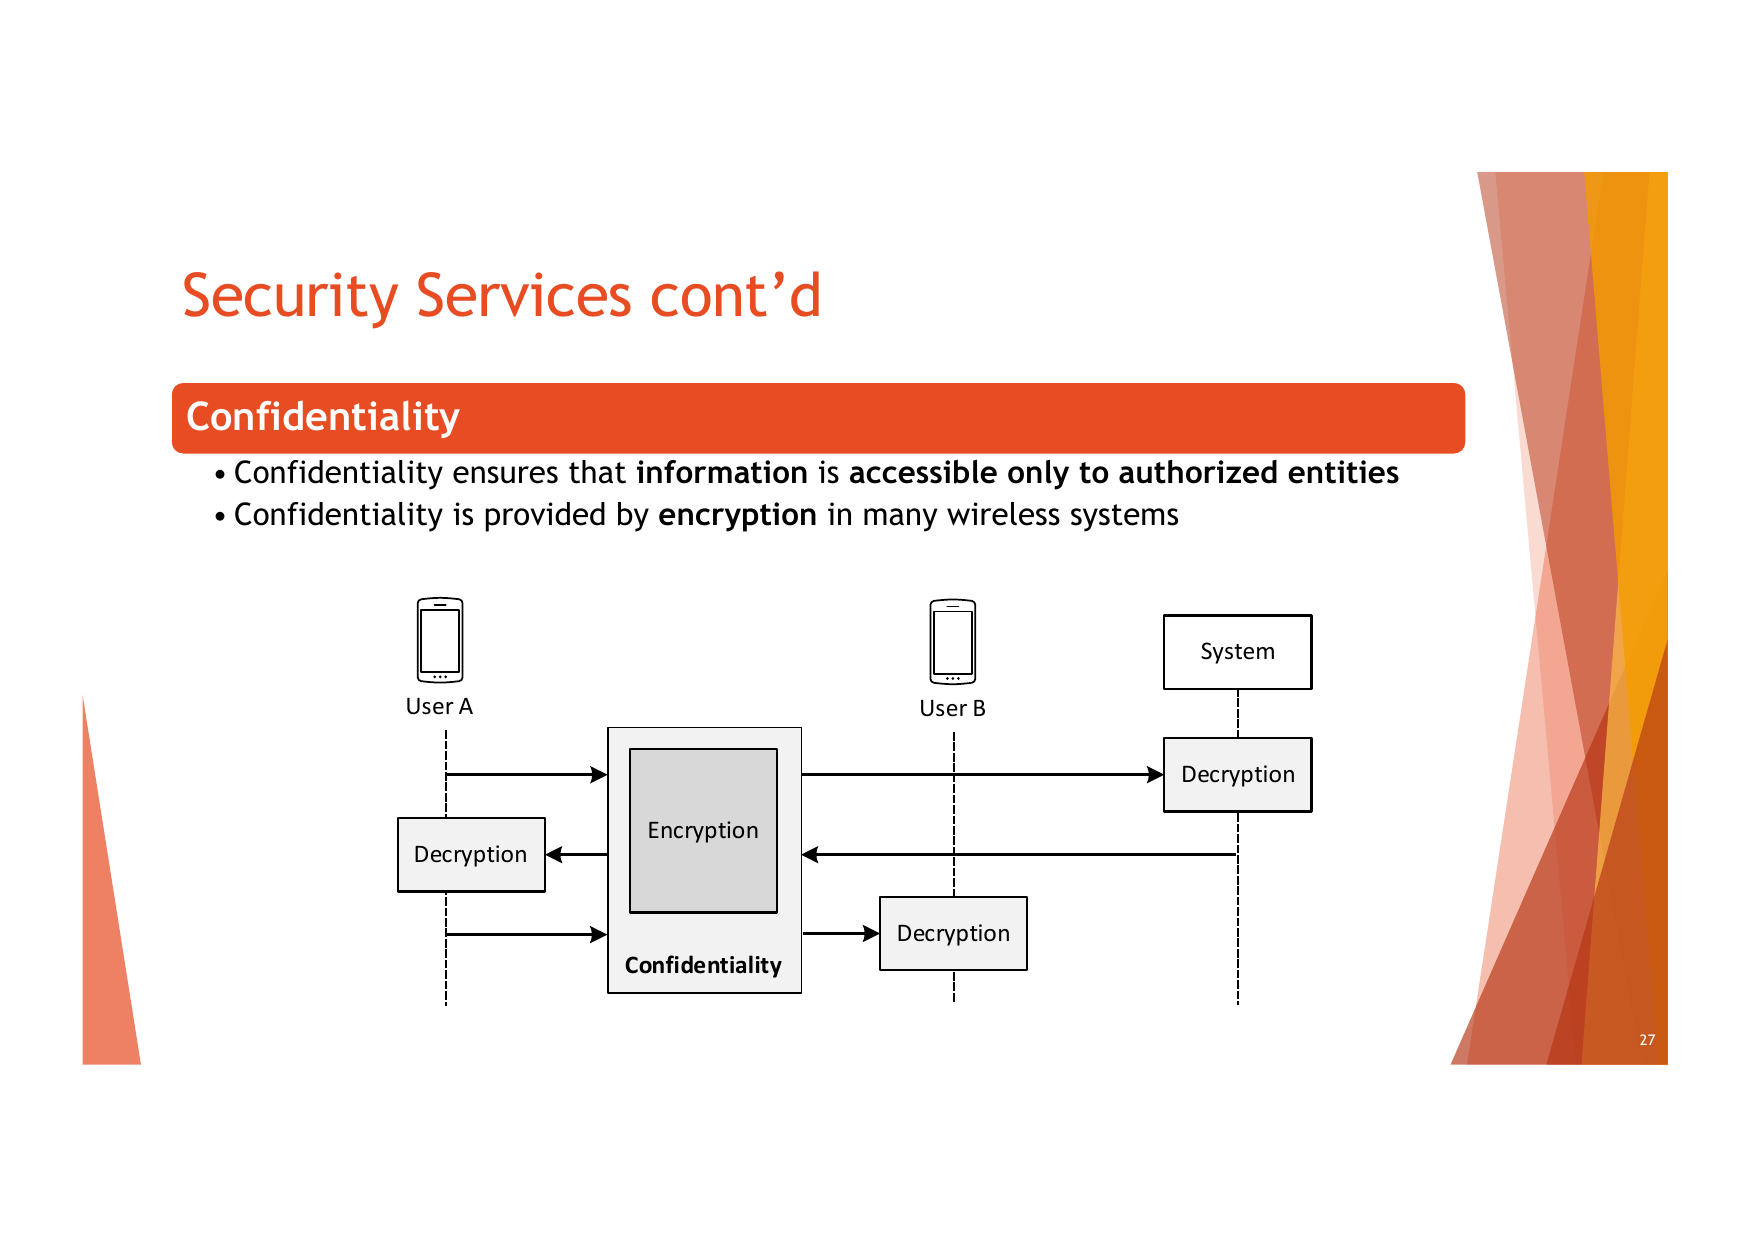 Security Services cont’d
Confidentiality
• Confidentiality ensures that information is accessible only to authorized entities
• Confidentiality is provided by encryption in many wireless systems
System
User A
User B
Decryption
Encryption
Decryption
Decryption
Confidentiality
27